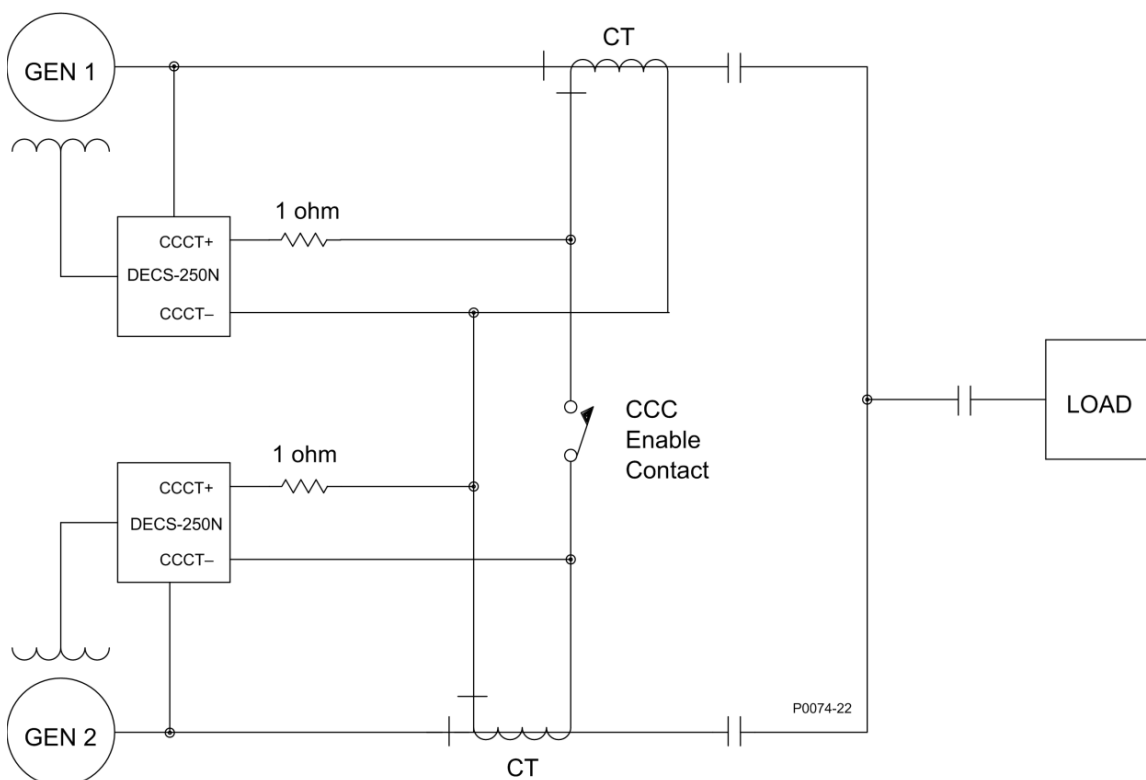 CT
GEN 1
1 ohm
CCCT+
DECS-250N
CCCT–
CCC
Enable
Contact
LOAD
1 ohm
CCCT+
DECS-250N
CCCT–
P0074-22
GEN 2
CT